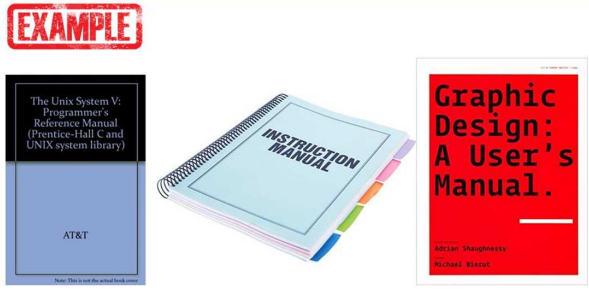 EXAMPLE
The Unix System V:
Programmer's
Reference Manual
(Prentice-Hall C and
UNIX system library)
AT&T
Note: This is not the actual book cover
INSTRUCTION
MANUAL
Graphic
Design:
A User's
Manual.
Adrian Shaughnessy
Michael Bierut